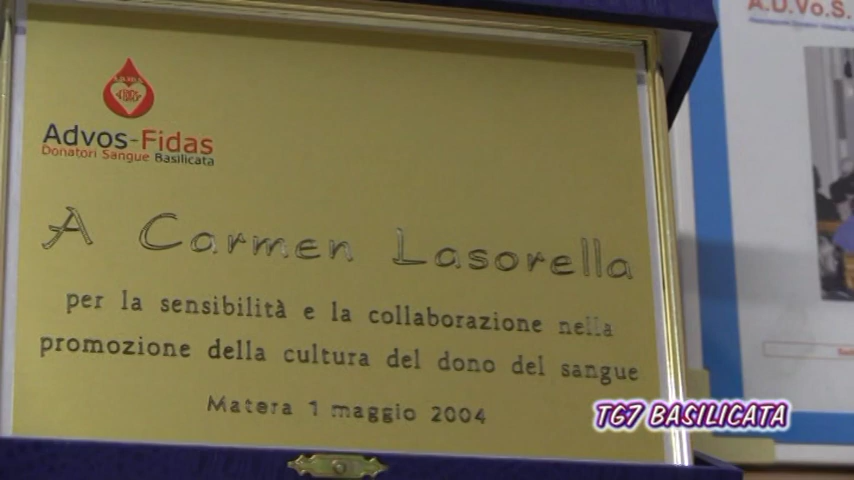 A.D.Vo.S.
Advos-Fidas
Donatori Sangue Basilicata
A Carmen Lasorella
per la sensibilità e la collaborazione nella
promozione della cultura del dono del sangue
Matera 1 maggio 2004
TG7 BASILICATA